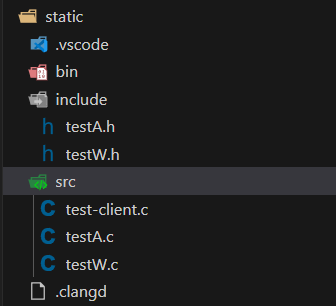 static
.vscode
bin
include
h testA.h
h testW.h
src
C test-client.c
C testA.c
C testW.c
.clangd